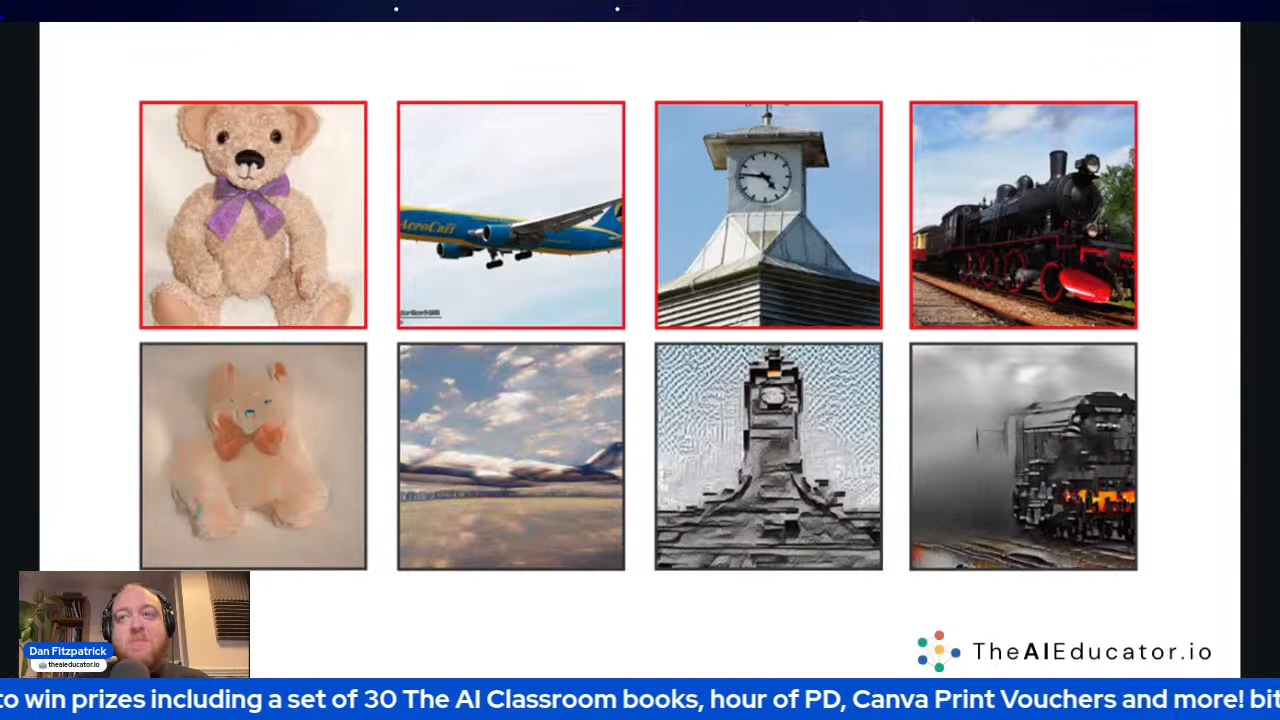 AEROСВІТ
Dan Fitzpatrick
theaieducator.io
TheAIEducator.io
to win prizes including a set of 30 The AI Classroom books, hour of PD, Canva Print Vouchers and more! bit